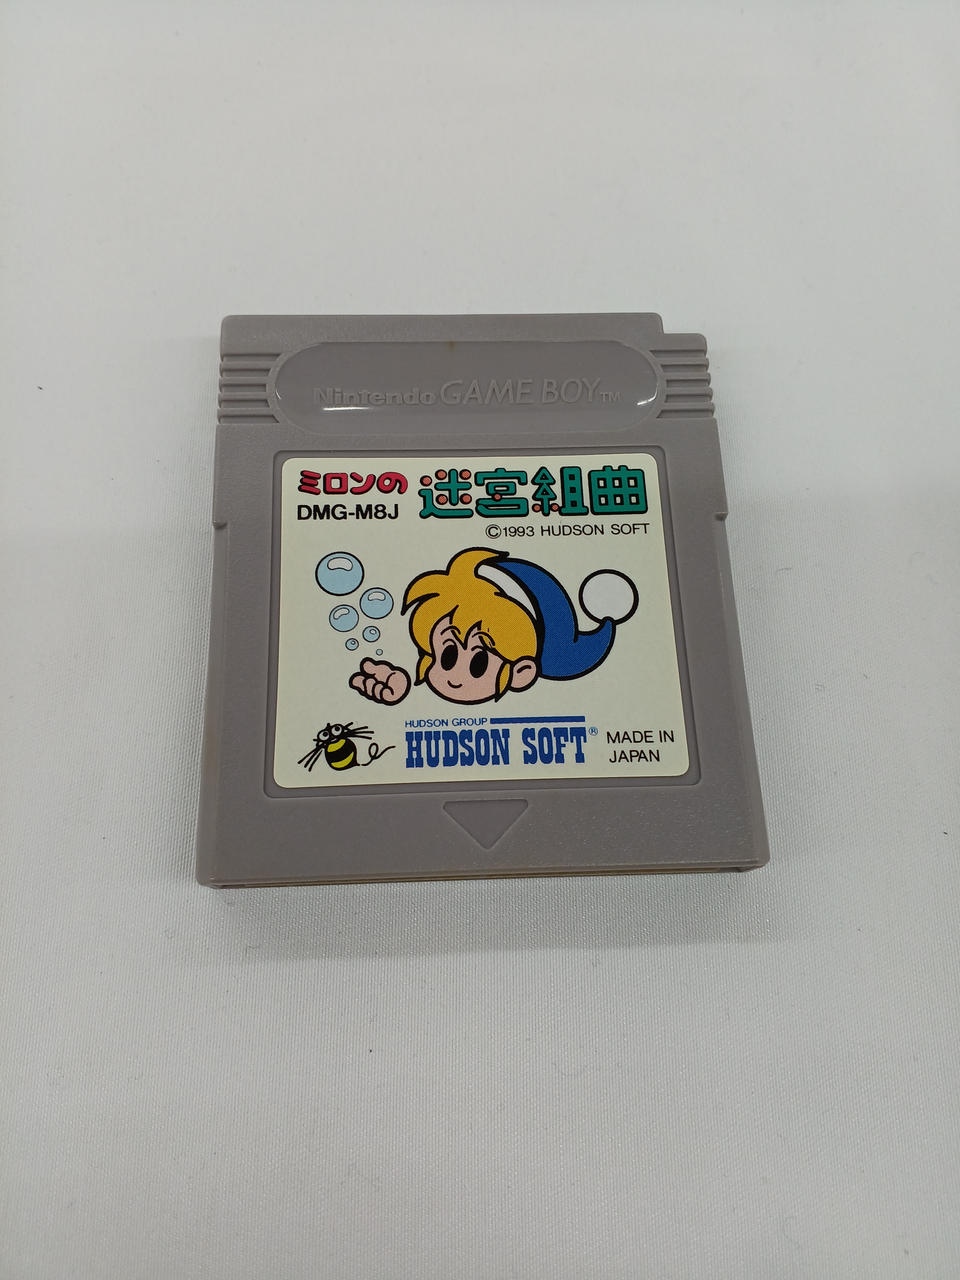 Nintendo GAME BOY™
ミロンの 迷宮組曲
DMG-M8J
©1993 HUDSON SOFT
HUDSON GROUP
HUDSON SOFT®
MADE IN
JAPAN